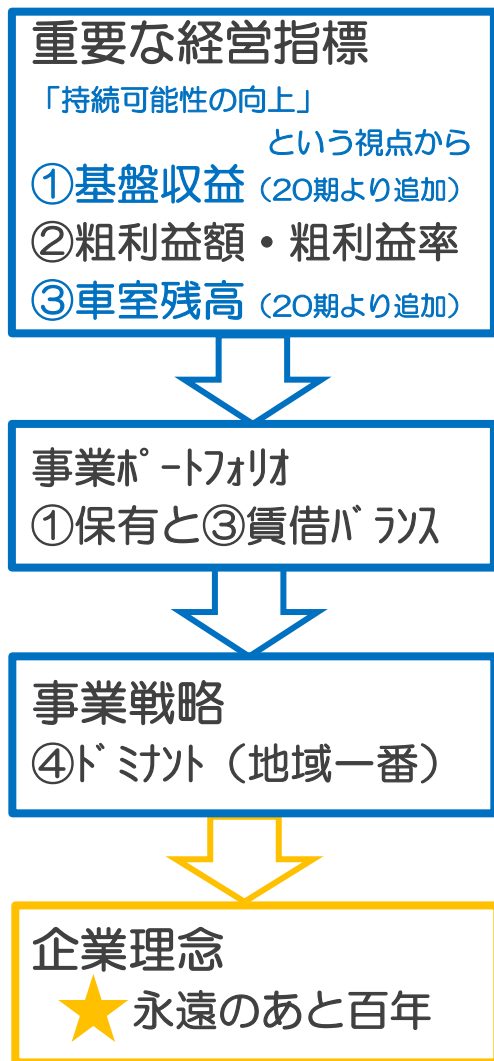 重要な経営指標
「持続可能性の向上」
という視点から
①基盤収益（20期より追加）
②粗利益額・粗利益率
③車室残高（20期より追加）
事業ﾎﾟｰﾄﾌｫﾘｵ
①保有と③賃借ﾊﾞﾗﾝｽ
事業戦略
④ﾄﾞﾐﾅﾝﾄ（地域一番）
企業理念
★永遠のあと百年